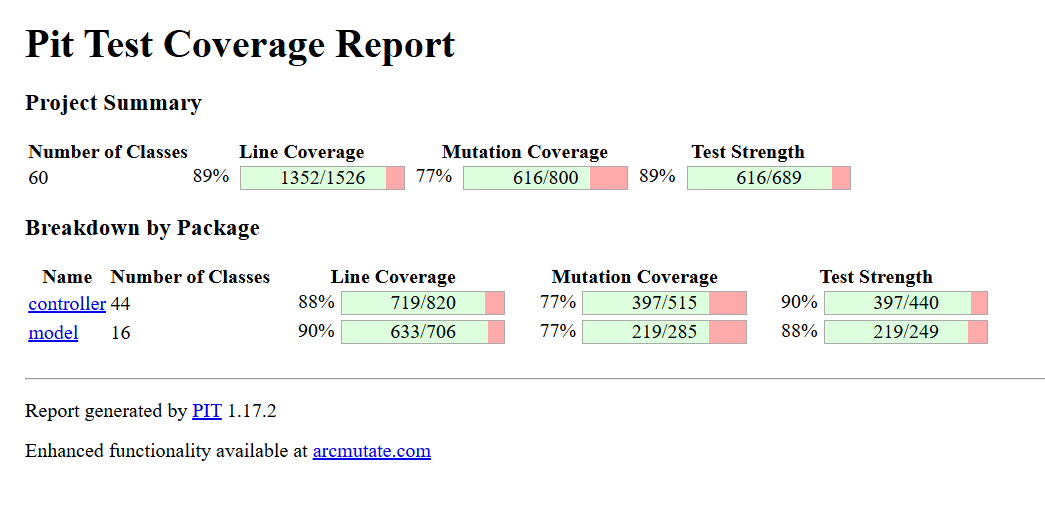 Pit Test Coverage Report
Project Summary
Number of Classes Line Coverage Mutation Coverage Test Strength
60 89% 1352/1526 77% 616/800 89% 616/689
Breakdown by Package
Name Number of Classes Line Coverage Mutation Coverage Test Strength
controller 44 88% 719/820 77% 397/515 90% 397/440
model 16 90% 633/706 77% 219/285 88% 219/249
Report generated by PIT 1.17.2
Enhanced functionality available at arcmutate.com